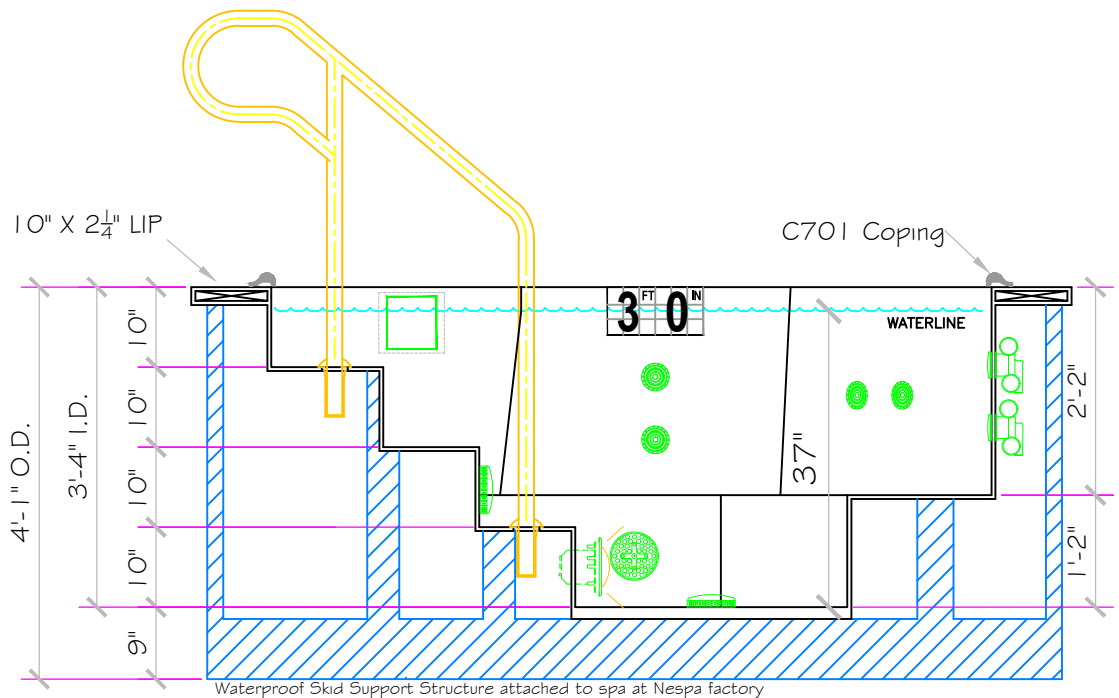 10" X 2¼" LIP
C701 Coping
3 FT 0 IN
WATERLINE
10"
10"
10"
10"
9"
3'-4" I.D.
4'-1" O.D.
37"
2'-2"
1'-2"
Waterproof Skid Support Structure attached to spa at Nespa factory